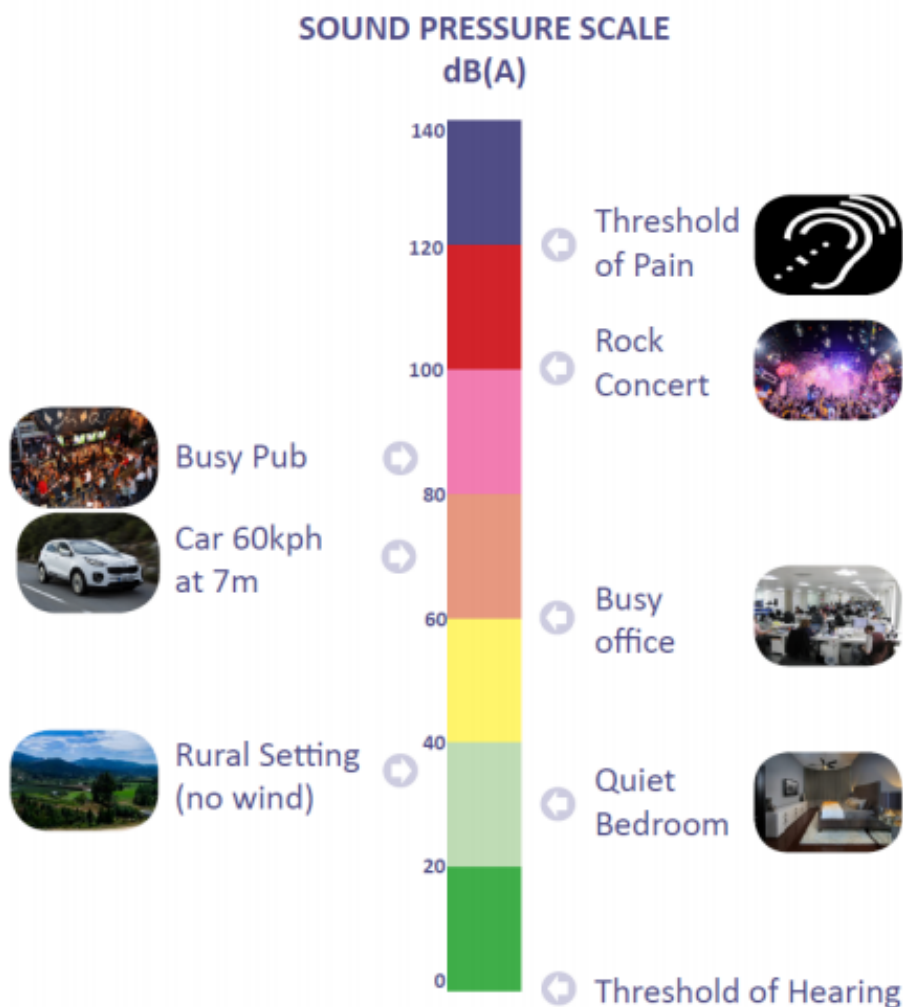 SOUND PRESSURE SCALE
dB(A)
140
Threshold
of Pain
120
Rock
Concert
100
Busy Pub
80
Car 60kph
at 7m
Busy
office
60
Rural Setting
(no wind)
40
Quiet
Bedroom
20
0
Threshold of Hearing